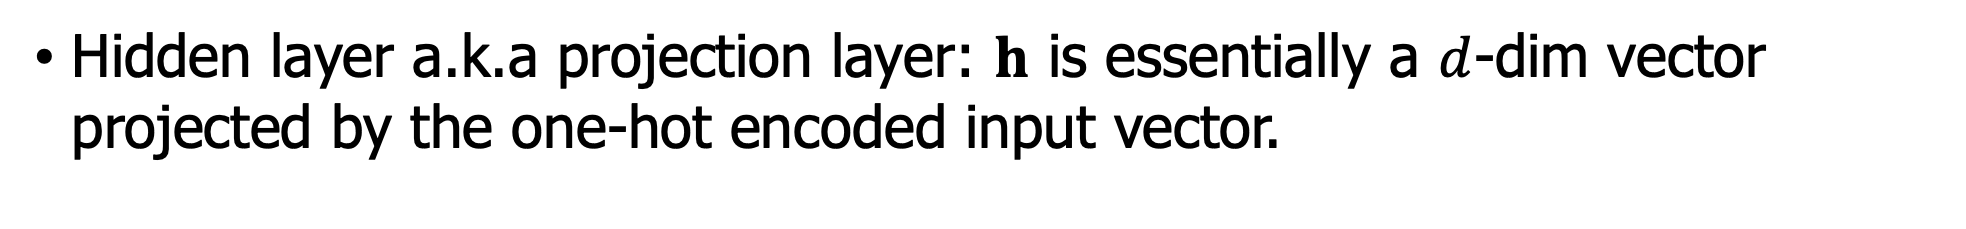 • Hidden layer a.k.a projection layer: h is essentially a d-dim vector
projected by the one-hot encoded input vector.